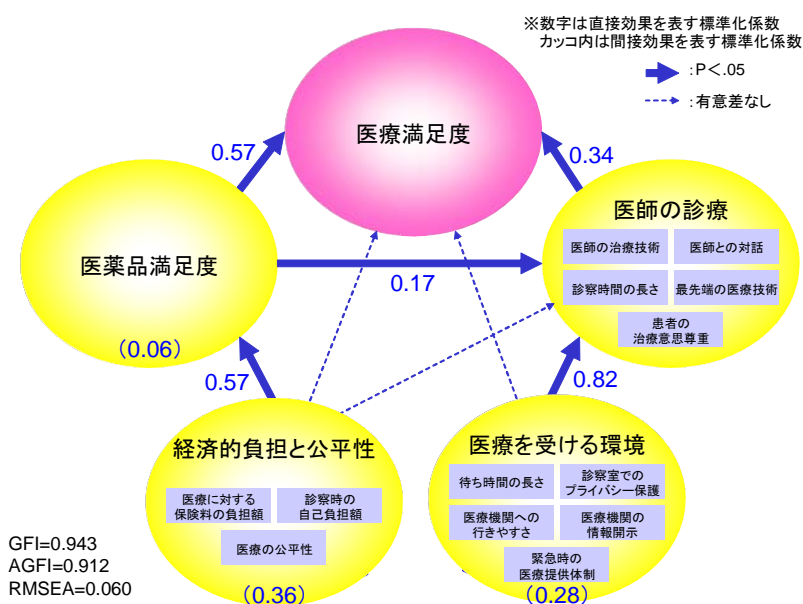 ※数字は直接効果を表す標準化係数
カッコ内は間接効果を表す標準化係数
:P<.05
:有意差なし
医療満足度
0.57
0.34
医師の診療
医師の治療技術
医師との対話
診察時間の長さ
最先端の医療技術
患者の
治療意思尊重
医薬品満足度
0.17
(0.06)
0.57
0.82
経済的負担と公平性
医療に対する
保険料の負担額
診察時の
自己負担額
医療の公平性
(0.36)
医療を受ける環境
待ち時間の長さ
診察室での
プライバシー保護
医療機関への
行きやすさ
医療機関の
情報開示
緊急時の
医療提供体制
(0.28)
GFI=0.943
AGFI=0.912
RMSEA=0.060